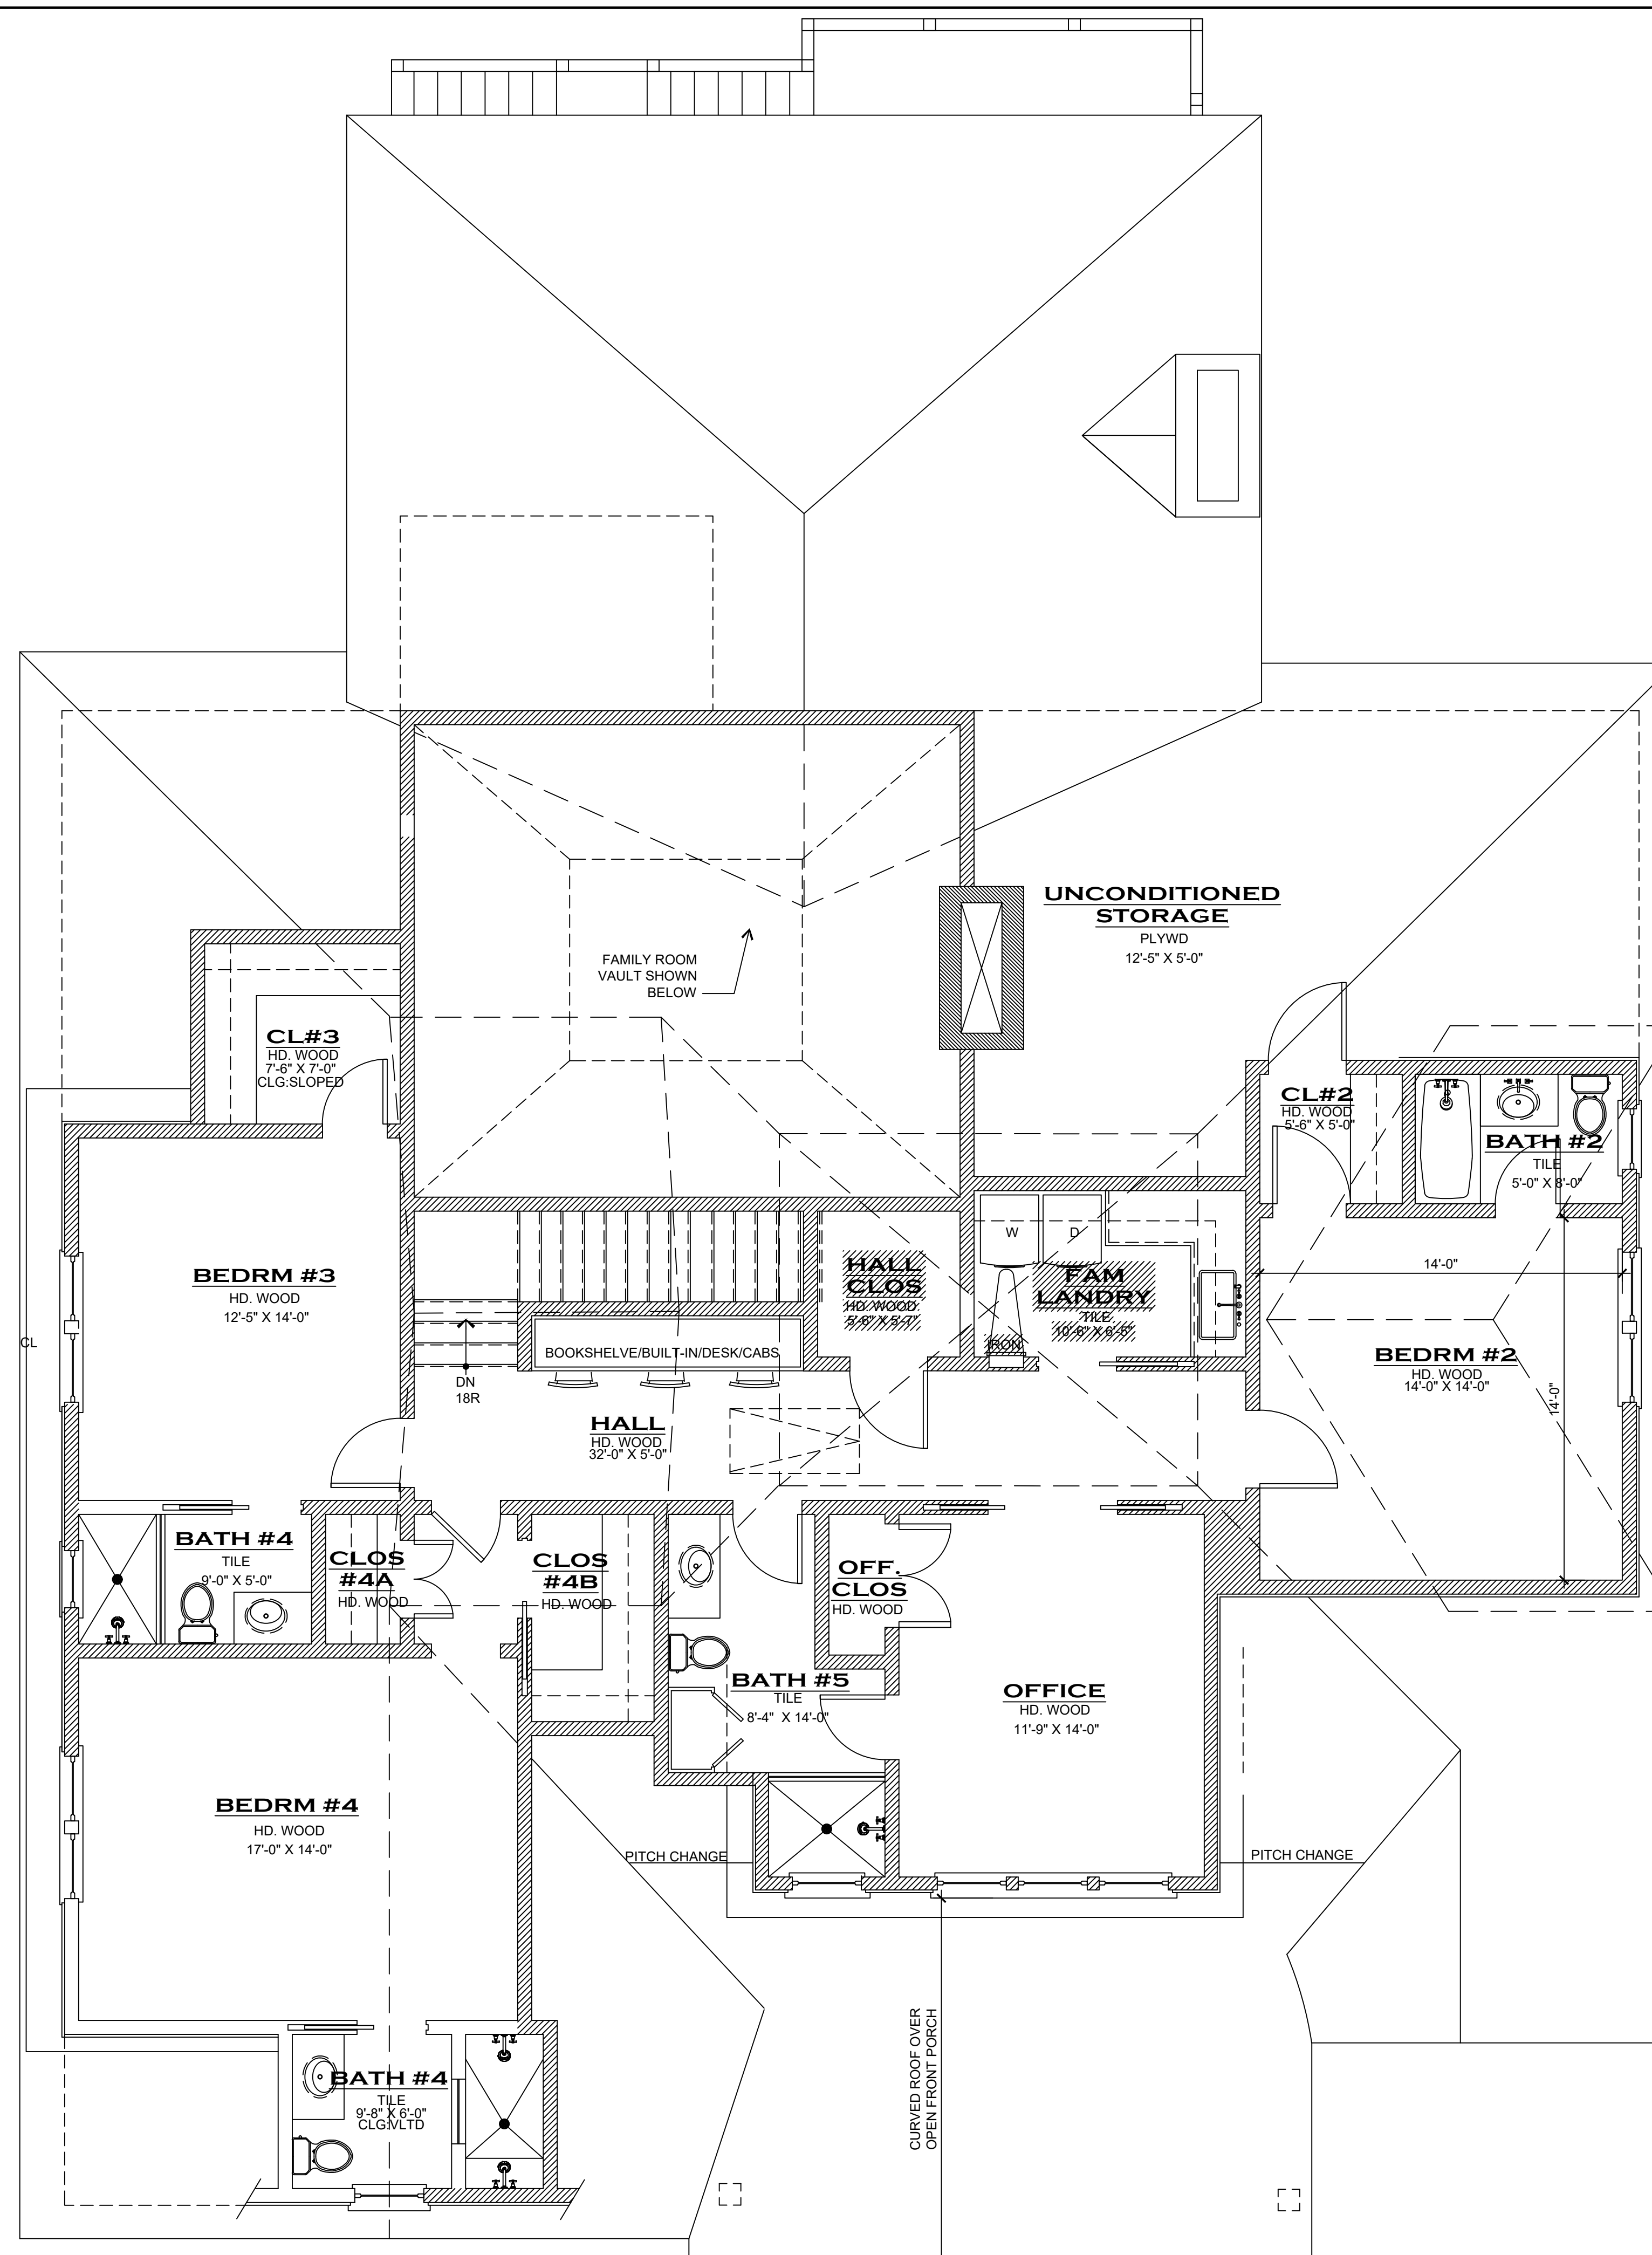 UNCONDITIONED
STORAGE
PLYWD
12'-5" X 5'-0"
FAMILY ROOM
VAULT SHOWN
BELOW
CL#3
HD. WOOD
7'-6" X 7'-0"
CLG:SLOPED
CL#2
HD. WOOD
5'-6" X 5'-0"
BATH #2
TILE
5'-0" X 8'-0"
W
D
HALL
CLOS
HD. WOOD
5'-6" X 5'-7"
FAM
LANDRY
TILE
10'-6" X 6'-5"
IRON
BEDRM #3
HD. WOOD
12'-5" X 14'-0"
14'-0"
CL
BOOKSHELVE/BUILT-IN/DESK/CABS
BEDRM #2
HD. WOOD
14'-0" X 14'-0"
14'-0"
DN
18R
HALL
HD. WOOD
32'-0" X 5'-0"
BATH #4
TILE
9'-0" X 5'-0"
CLOS
#4A
HD. WOOD
CLOS
#4B
HD. WOOD
OFF.
CLOS
HD. WOOD
BATH #5
TILE
8'-4" X 14'-0"
OFFICE
HD. WOOD
11'-9" X 14'-0"
BEDRM #4
HD. WOOD
17'-0" X 14'-0"
PITCH CHANGE
PITCH CHANGE
CURVED ROOF OVER
OPEN FRONT PORCH
BATH #4
TILE
9'-8" X 6'-0"
CLG:VLTD